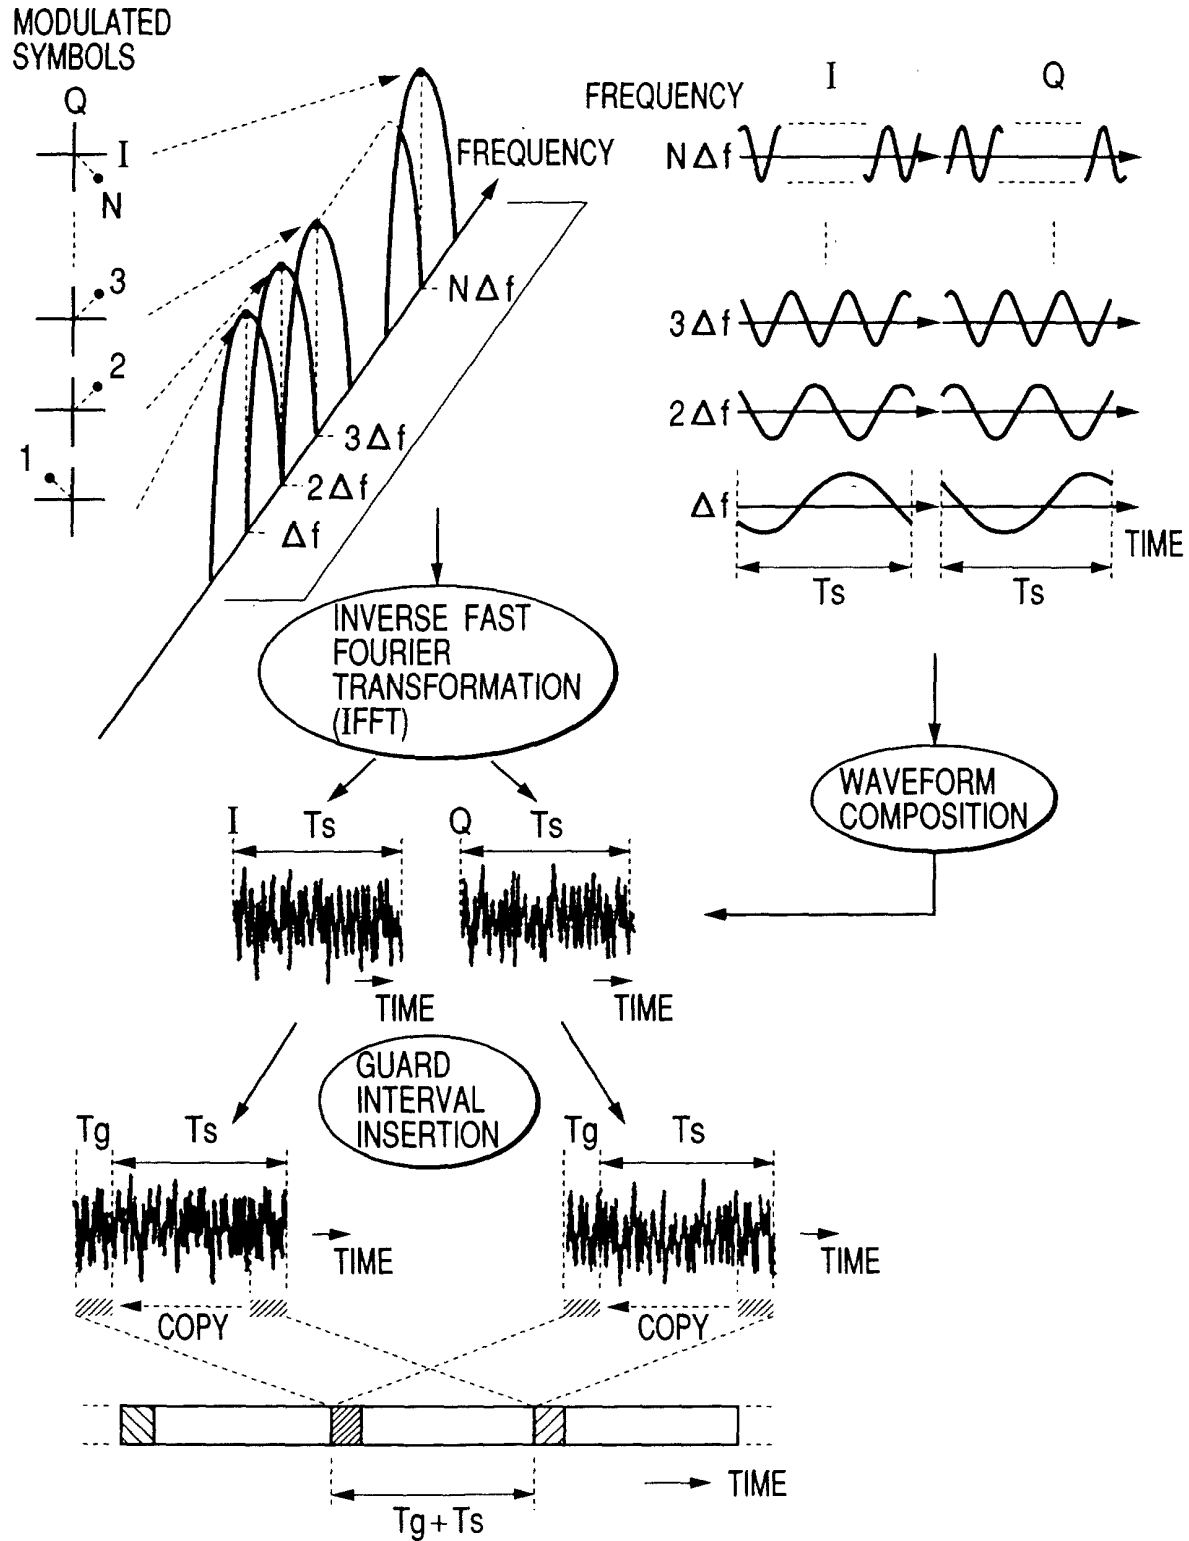 MODULATED
SYMBOLS
Q
I
N
3
2
1
FREQUENCY
NΔf
3Δf
2Δf
Δf
FREQUENCY
I
Q
NΔf
3Δf
2Δf
Δf
TIME
Ts
Ts
INVERSE FAST
FOURIER
TRANSFORMATION
(IFFT)
WAVEFORM
COMPOSITION
I
Ts
Q
Ts
TIME
TIME
GUARD
INTERVAL
INSERTION
Tg
Ts
Tg
Ts
TIME
TIME
COPY
COPY
TIME
Tg+Ts